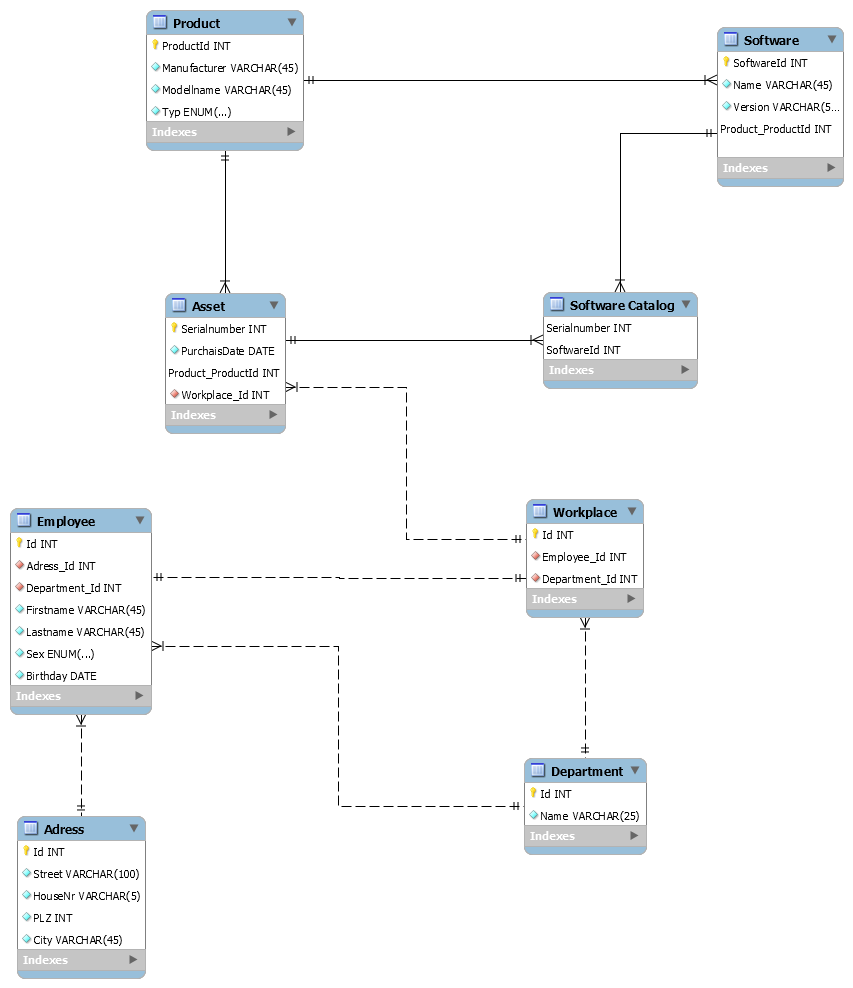 Product
ProductId INT
Manufacturer VARCHAR(45)
Modellname VARCHAR(45)
Typ ENUM(...)
Indexes
Software
SoftwareId INT
Name VARCHAR(45)
Version VARCHAR(5...
Product_ProductId INT
Indexes
Asset
Serialnumber INT
PurchaisDate DATE
Product_ProductId INT
Workplace_Id INT
Indexes
Software Catalog
Serialnumber INT
SoftwareId INT
Indexes
Employee
Id INT
Adress_Id INT
Department_Id INT
Firstname VARCHAR(45)
Lastname VARCHAR(45)
Sex ENUM(...)
Birthday DATE
Indexes
Workplace
Id INT
Employee_Id INT
Department_Id INT
Indexes
Department
Id INT
Name VARCHAR(25)
Indexes
Adress
Id INT
Street VARCHAR(100)
HouseNr VARCHAR(5)
PLZ INT
City VARCHAR(45)
Indexes